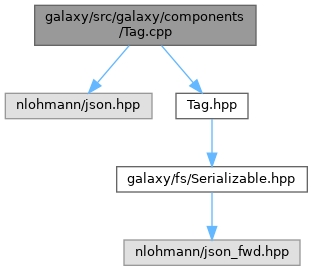 galaxy/src/galaxy/components
/Tag.cpp
nlohmann/json.hpp
Tag.hpp
galaxy/fs/Serializable.hpp
nlohmann/json_fwd.hpp